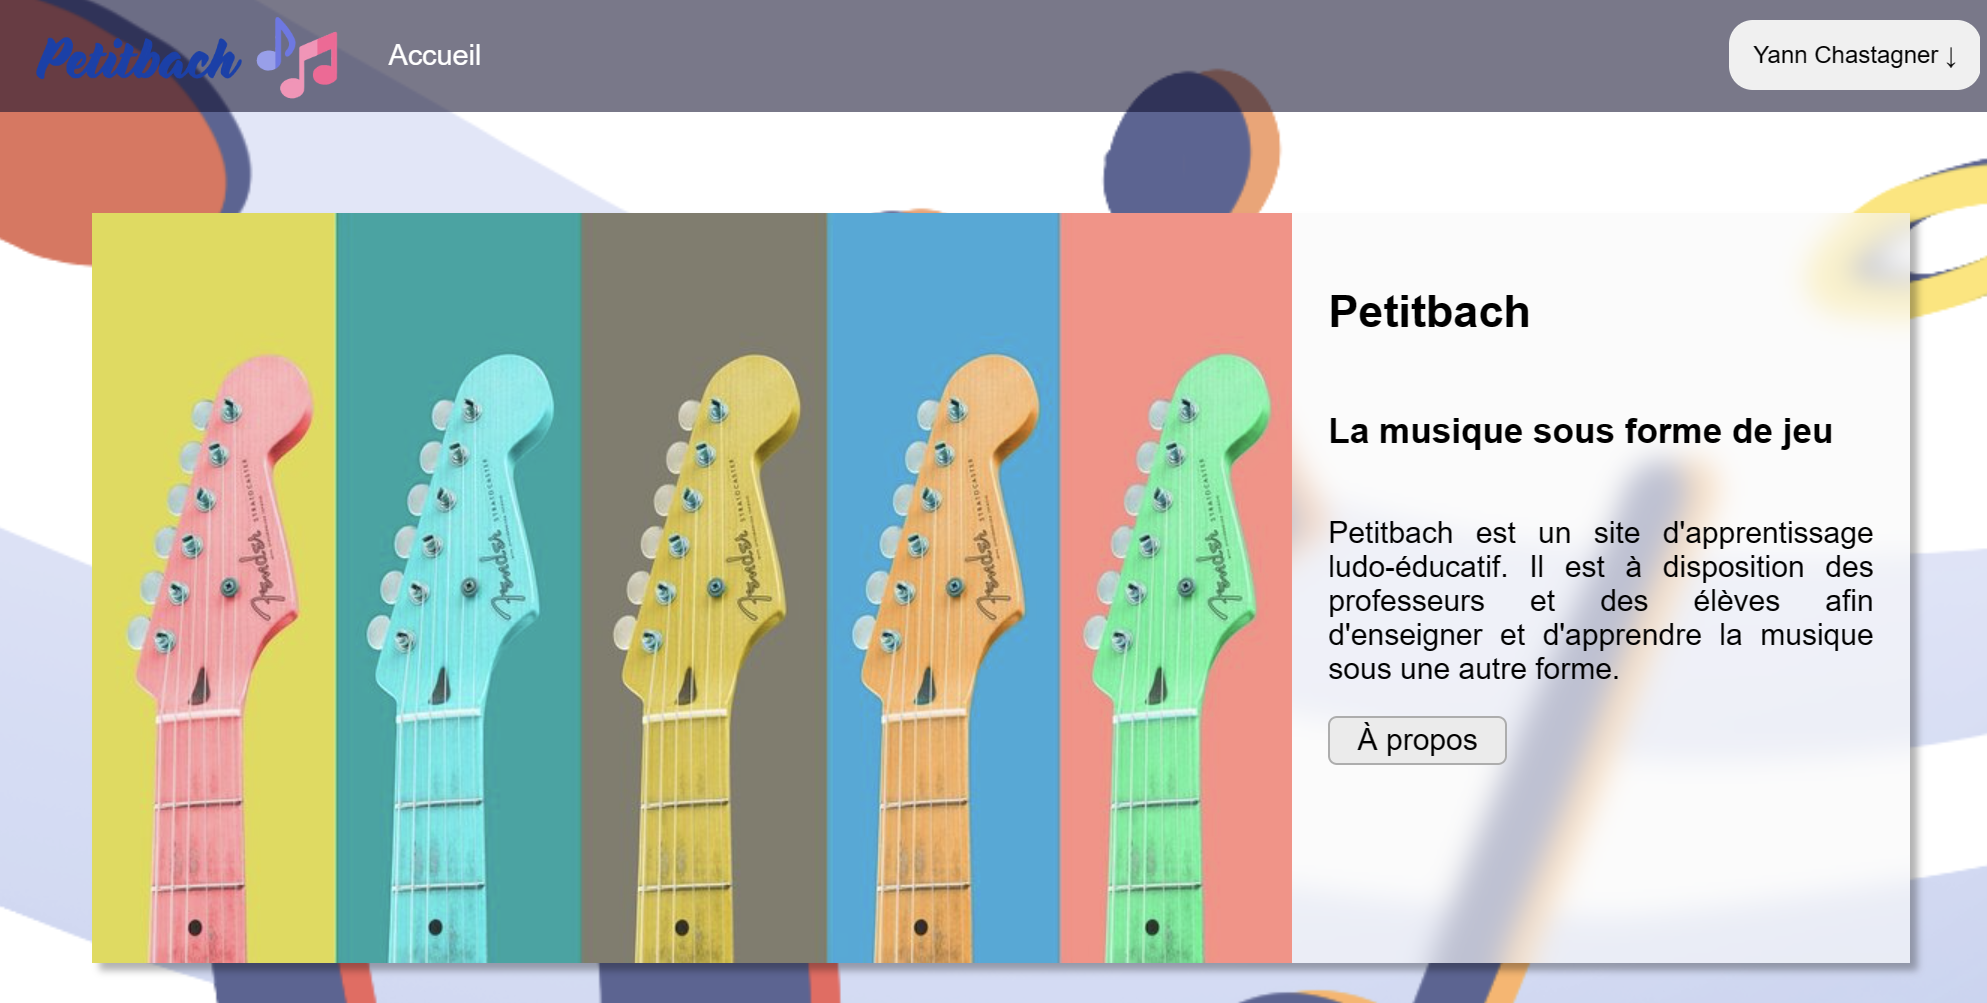 Petitbach
Accueil
Yann Chastagner ↓
Fender
STRATOCASTER
Fender
STRATOCASTER
Fender
STRATOCASTER
Fender
STRATOCASTER
Fender
STRATOCASTER
Petitbach
La musique sous forme de jeu
Petitbach est un site d'apprentissage
ludo-éducatif. Il est à disposition des
professeurs et des élèves afin
d'enseigner et d'apprendre la musique
sous une autre forme.
À propos